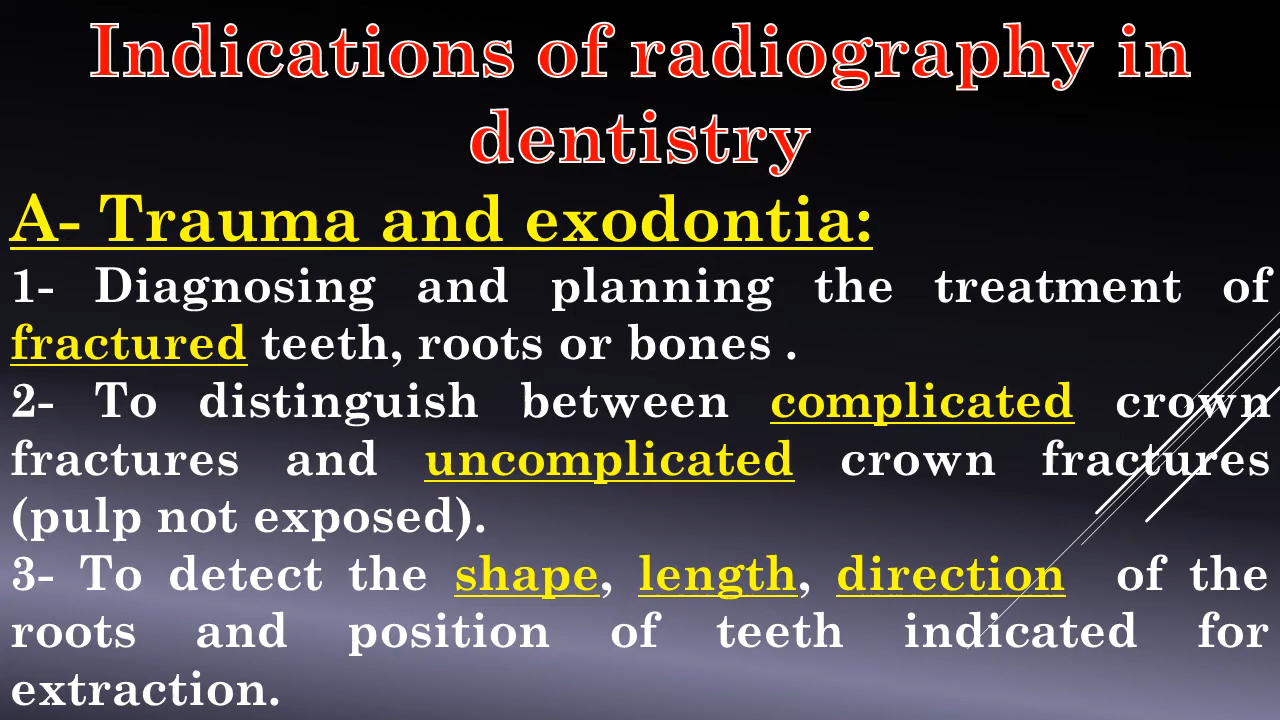 Indications of radiography in
dentistry
A- Trauma and exodontia:
1- Diagnosing and planning the treatment of
fractured teeth, roots or bones .
2- To distinguish between complicated crown
fractures and uncomplicated crown fractures
(pulp not exposed).
3- To detect the shape, length, direction of the
roots and position of teeth indicated for
extraction.